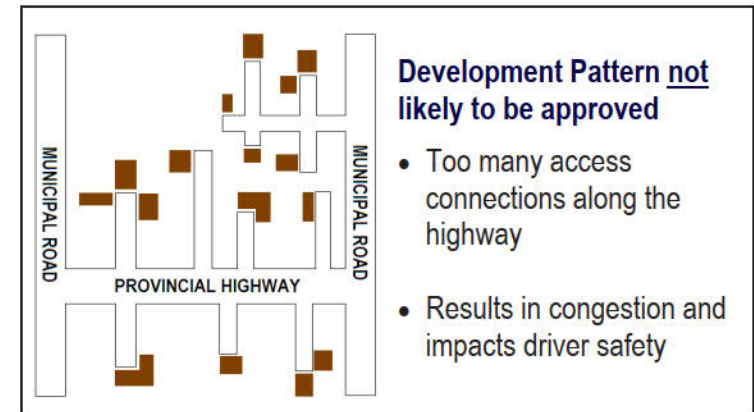 MUNICIPAL ROAD
PROVINCIAL HIGHWAY
MUNICIPAL ROAD
Development Pattern not
likely to be approved
• Too many access
connections along the
highway
• Results in congestion and
impacts driver safety